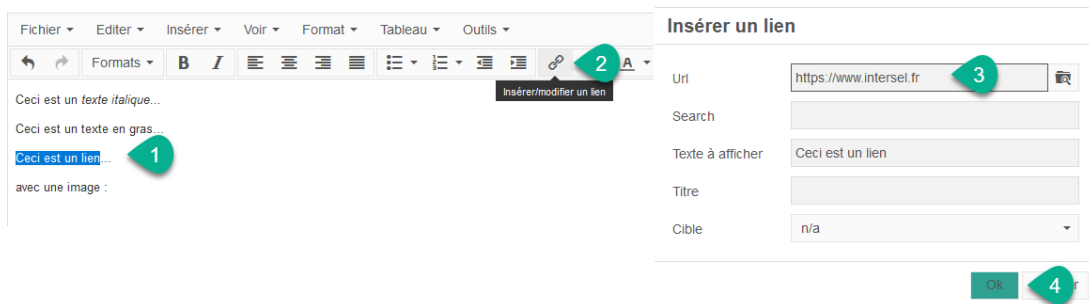 Fichier Editer Insérer Voir Format Tableau Outils
Formats B I 2 A
Insérer/modifier un lien
Ceci est un texte italique...
Ceci est un texte en gras...
Ceci est un lien... 1
avec une image :
Insérer un lien
Url https://www.intersel.fr 3
Search
Texte à afficher Ceci est un lien
Titre
Cible n/a
Ok 4 r